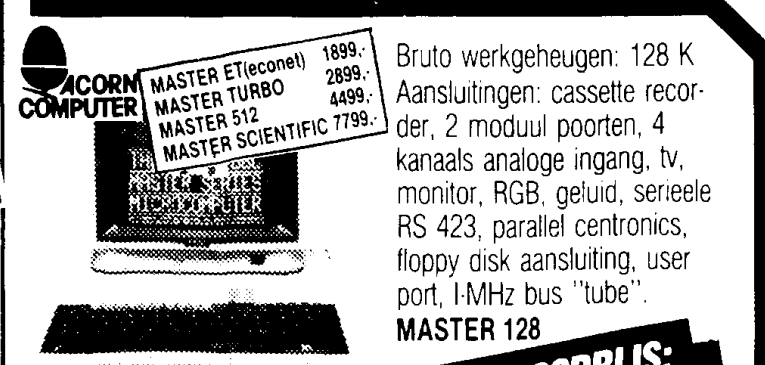 ACORN
COMPUTER
MASTER ET(econet) 1899,-
MASTER TURBO 2899,-
MASTER 512 4499,-
MASTER SCIENTIFIC 7799,-
MASTER SERIES
MICROCOMPUTER
Bruto werkgeheugen: 128 K
Aansluitingen: cassette recor-
der, 2 moduul poorten, 4
kanaals analoge ingang, tv,
monitor, RGB, geluid, serieele
RS 423, parallel centronics,
floppy disk aansluiting, user
port, I-MHz bus "tube".
MASTER 128